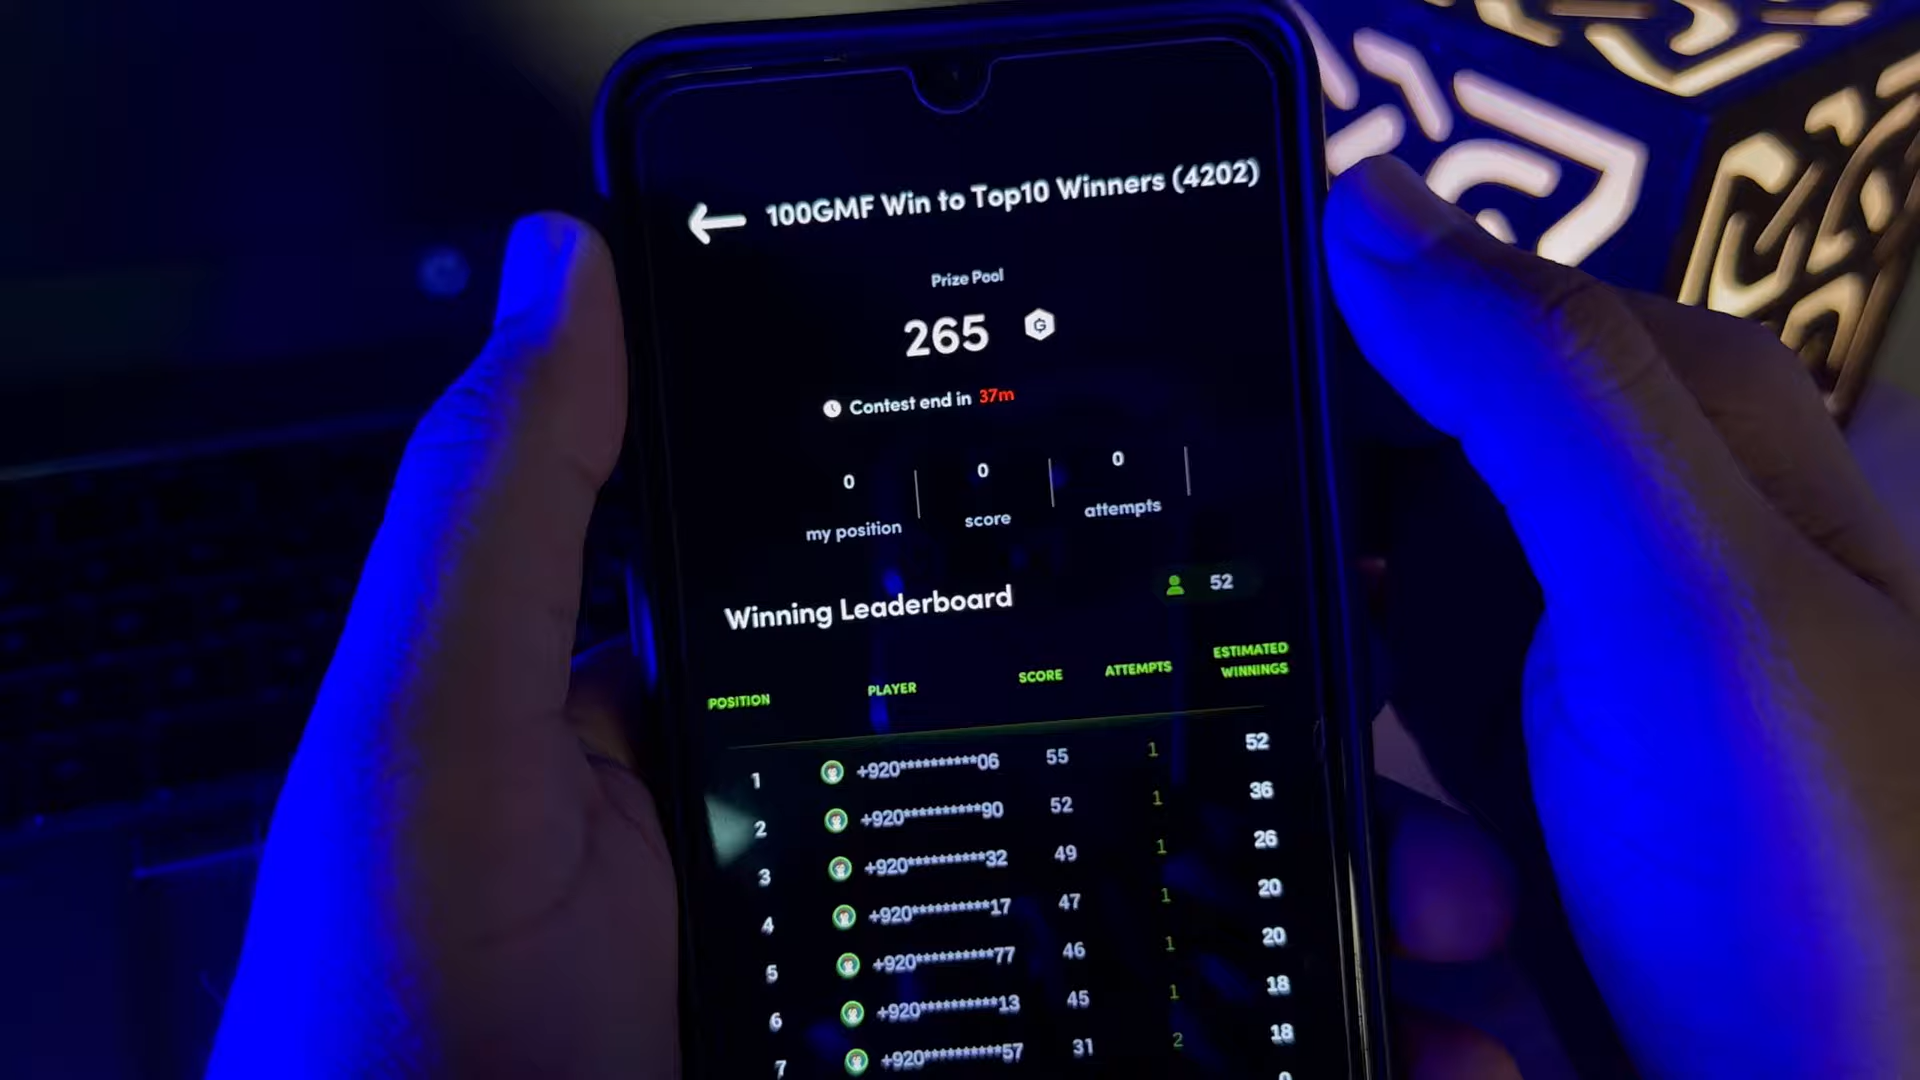 100GMF Win to Top10 Winners (4202)
Prize Pool
265
Contest end in 37m
0 0 0
my position score attempts
Winning Leaderboard 52
POSITION PLAYER SCORE ATTEMPTS ESTIMATED WINNINGS
1 +920**********06 55 1 52
2 +920**********90 52 1 36
3 +920**********32 49 1 26
4 +920**********17 47 1 20
5 +920**********77 46 1 20
6 +920**********13 45 1 18
7 +920**********57 31 2 18